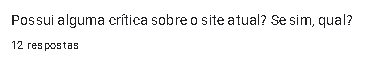 Possui alguma crítica sobre o site atual? Se sim, qual?
12 respostas